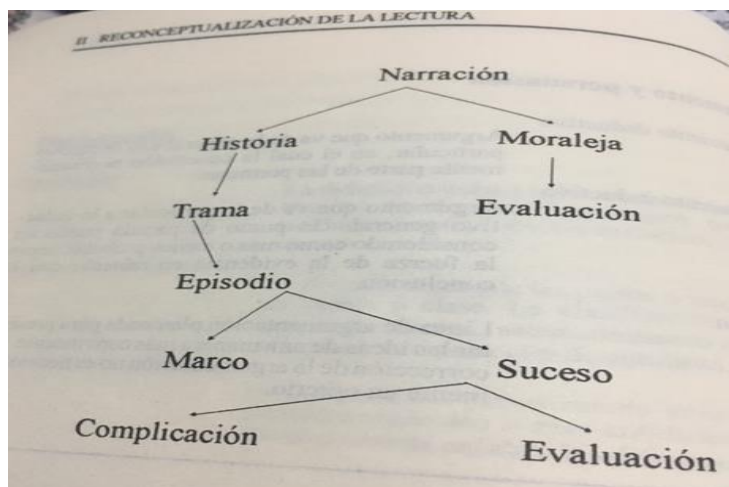 II RECONCEPTUALIZACIÓN DE LA LECTURA
Narración
Historia
Moraleja
Trama
Evaluación
Episodio
Marco
Suceso
Complicación
Evaluación